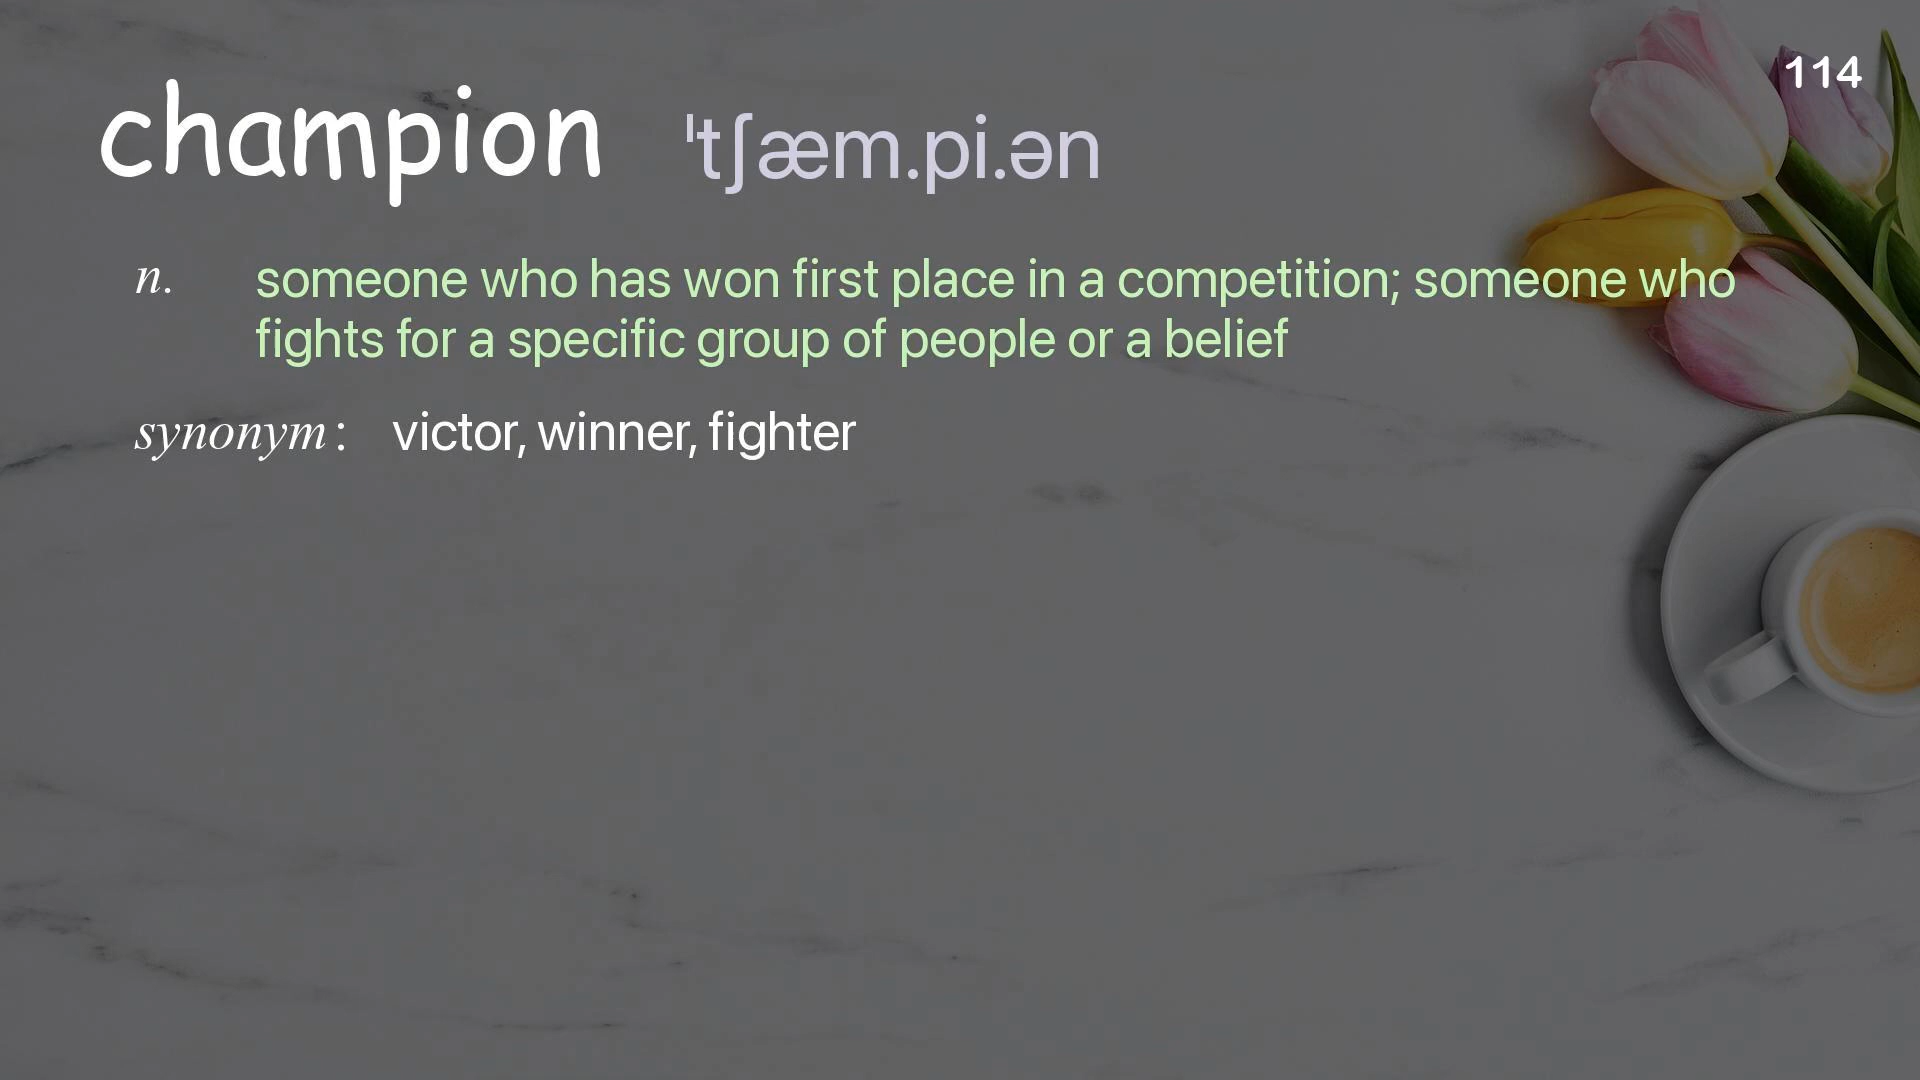 114
champion ˈtʃæm.pi.ən
n. someone who has won first place in a competition; someone who
fights for a specific group of people or a belief
synonym: victor, winner, fighter